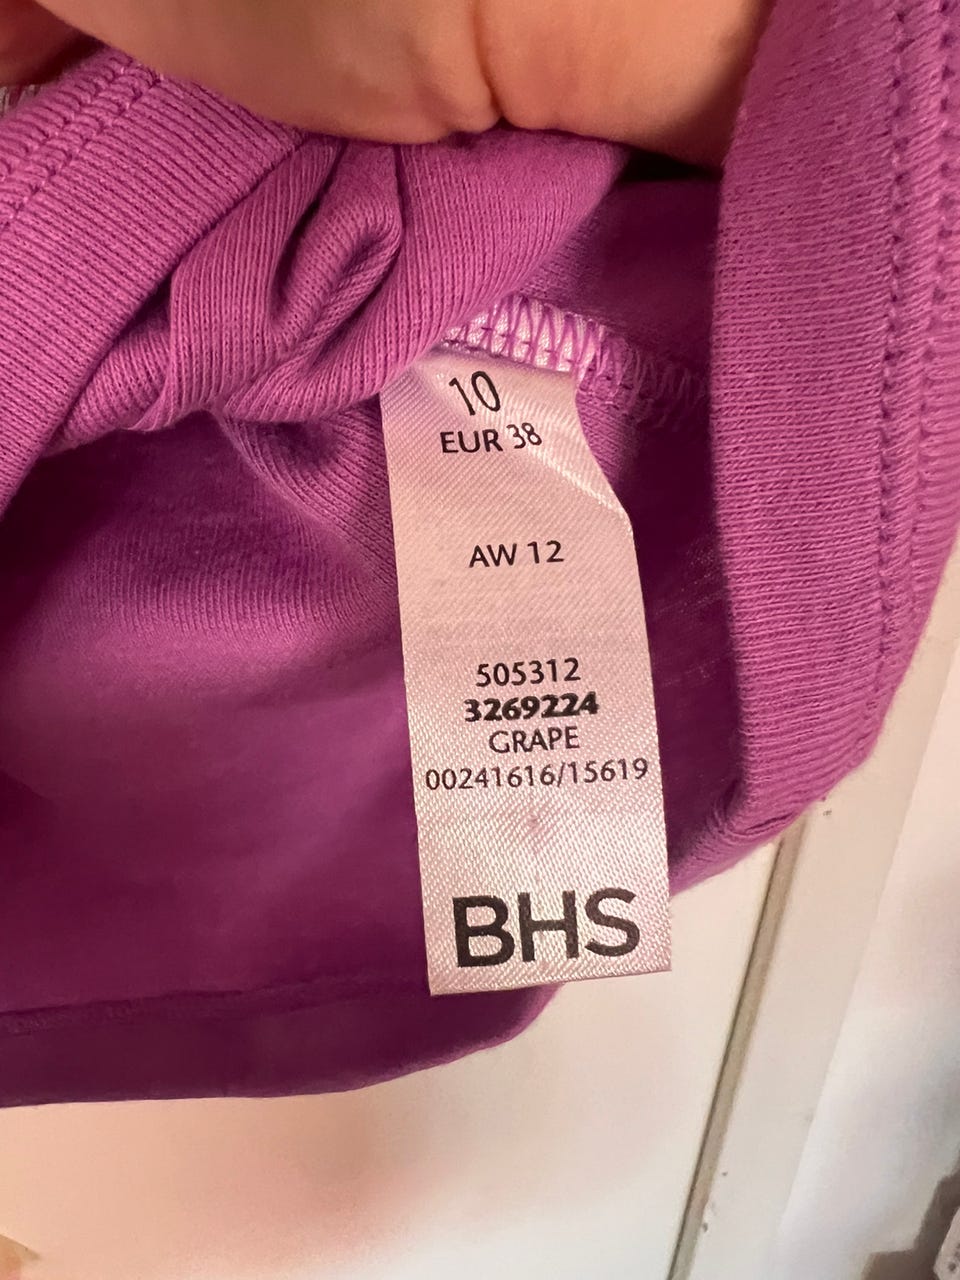 10
EUR 38
AW 12
505312
3269224
GRAPE
00241616/15619
BHS